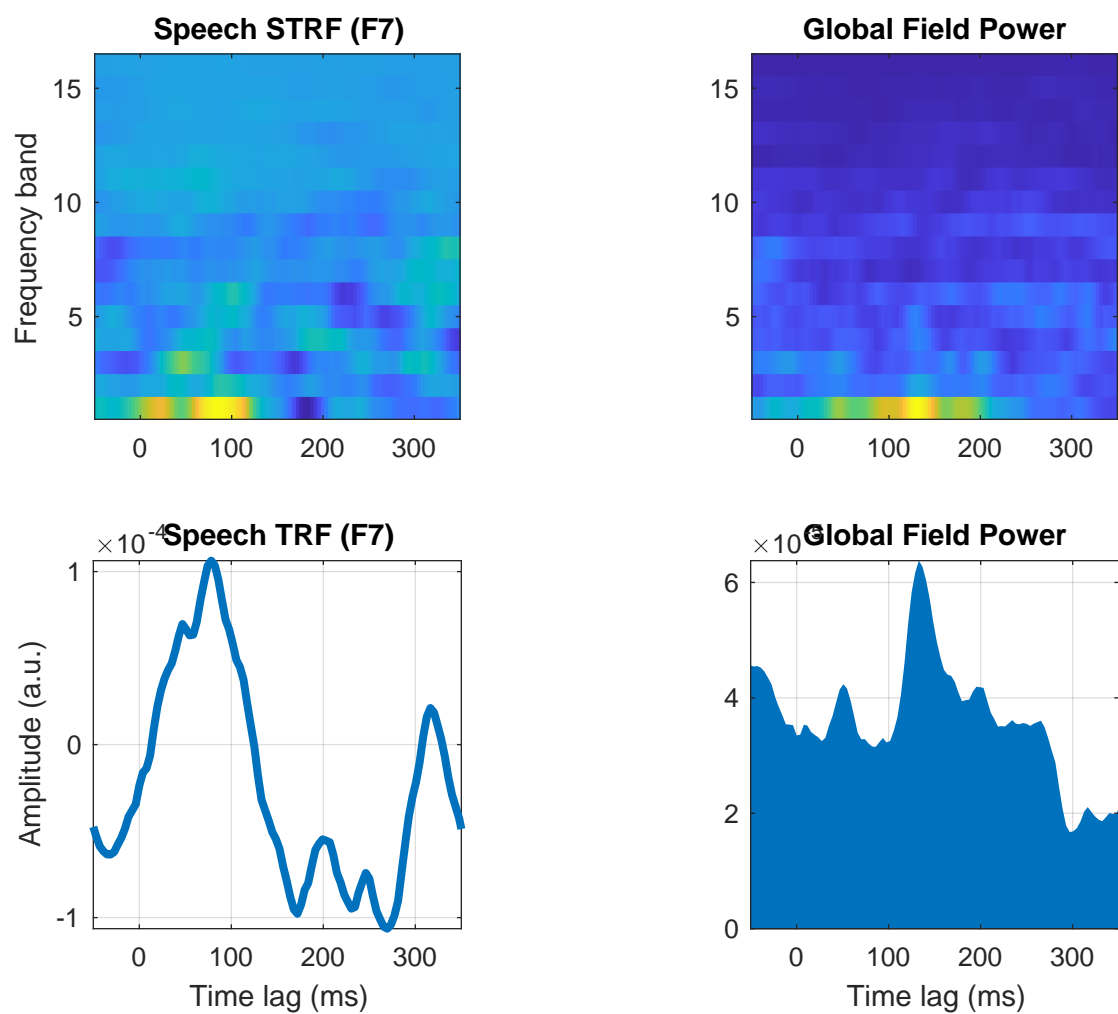 Speech STRF (F7)
Frequency band
15
10
5
0 100 200 300
Global Field Power
15
10
5
0 100 200 300
Speech TRF (F7)
×10-4
Amplitude (a.u.)
1
0
-1
0 100 200 300
Time lag (ms)
Global Field Power
×10-5
6
4
2
0
0 100 200 300
Time lag (ms)